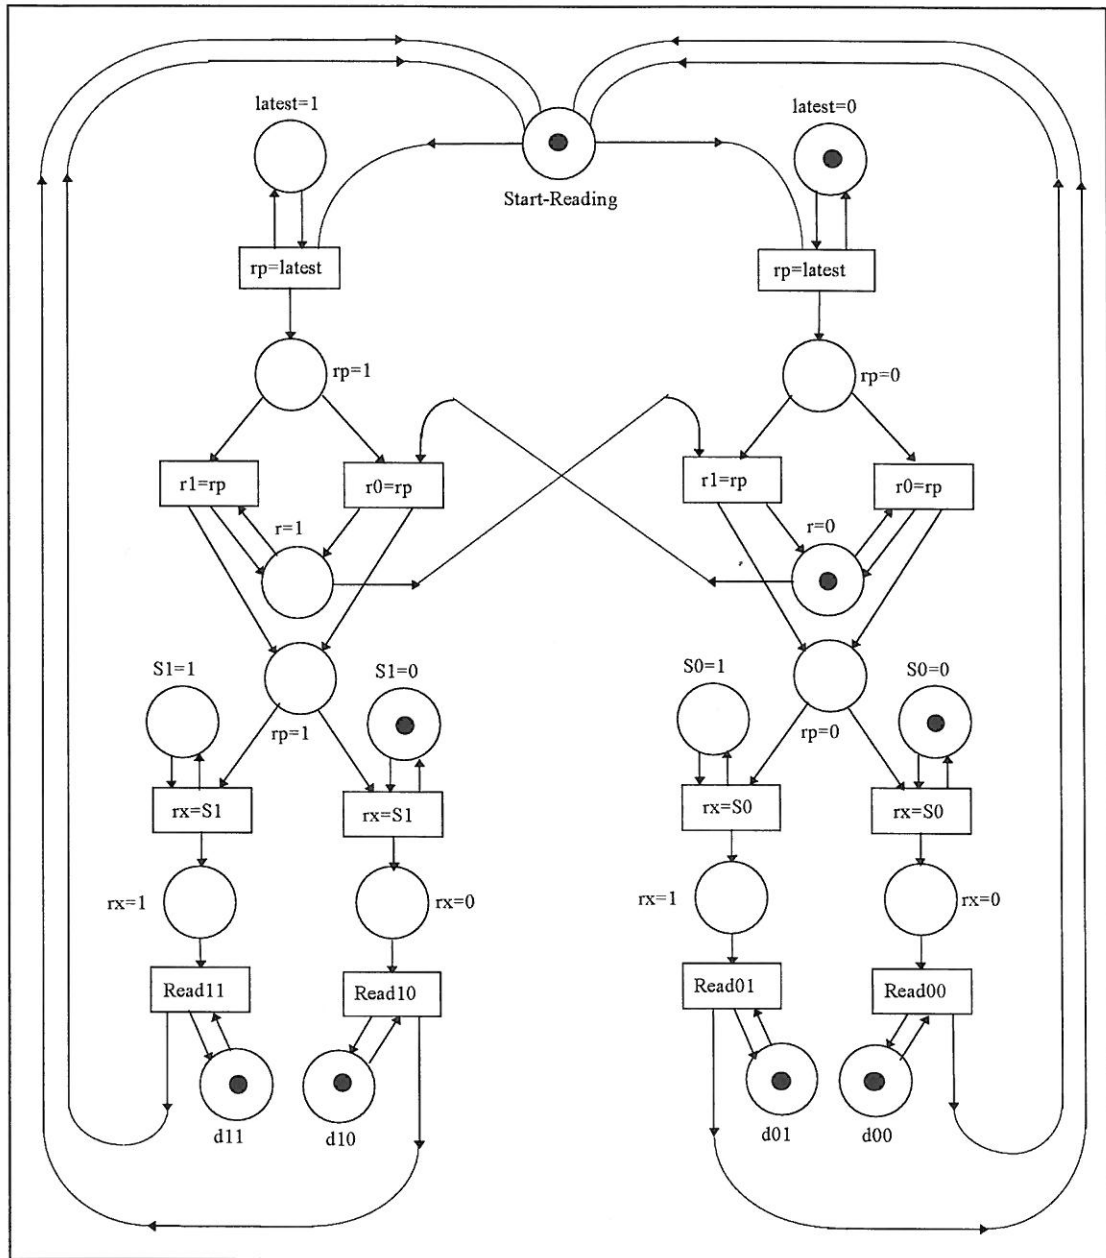 latest=1
latest=0
Start-Reading
rp=latest
rp=latest
rp=1
rp=0
r1=rp
r0=rp
r1=rp
r0=rp
r=1
r=0
S1=1
S1=0
S0=1
S0=0
rp=1
rp=0
rx=S1
rx=S1
rx=S0
rx=S0
rx=1
rx=0
rx=1
rx=0
Read11
Read10
Read01
Read00
d11
d10
d01
d00